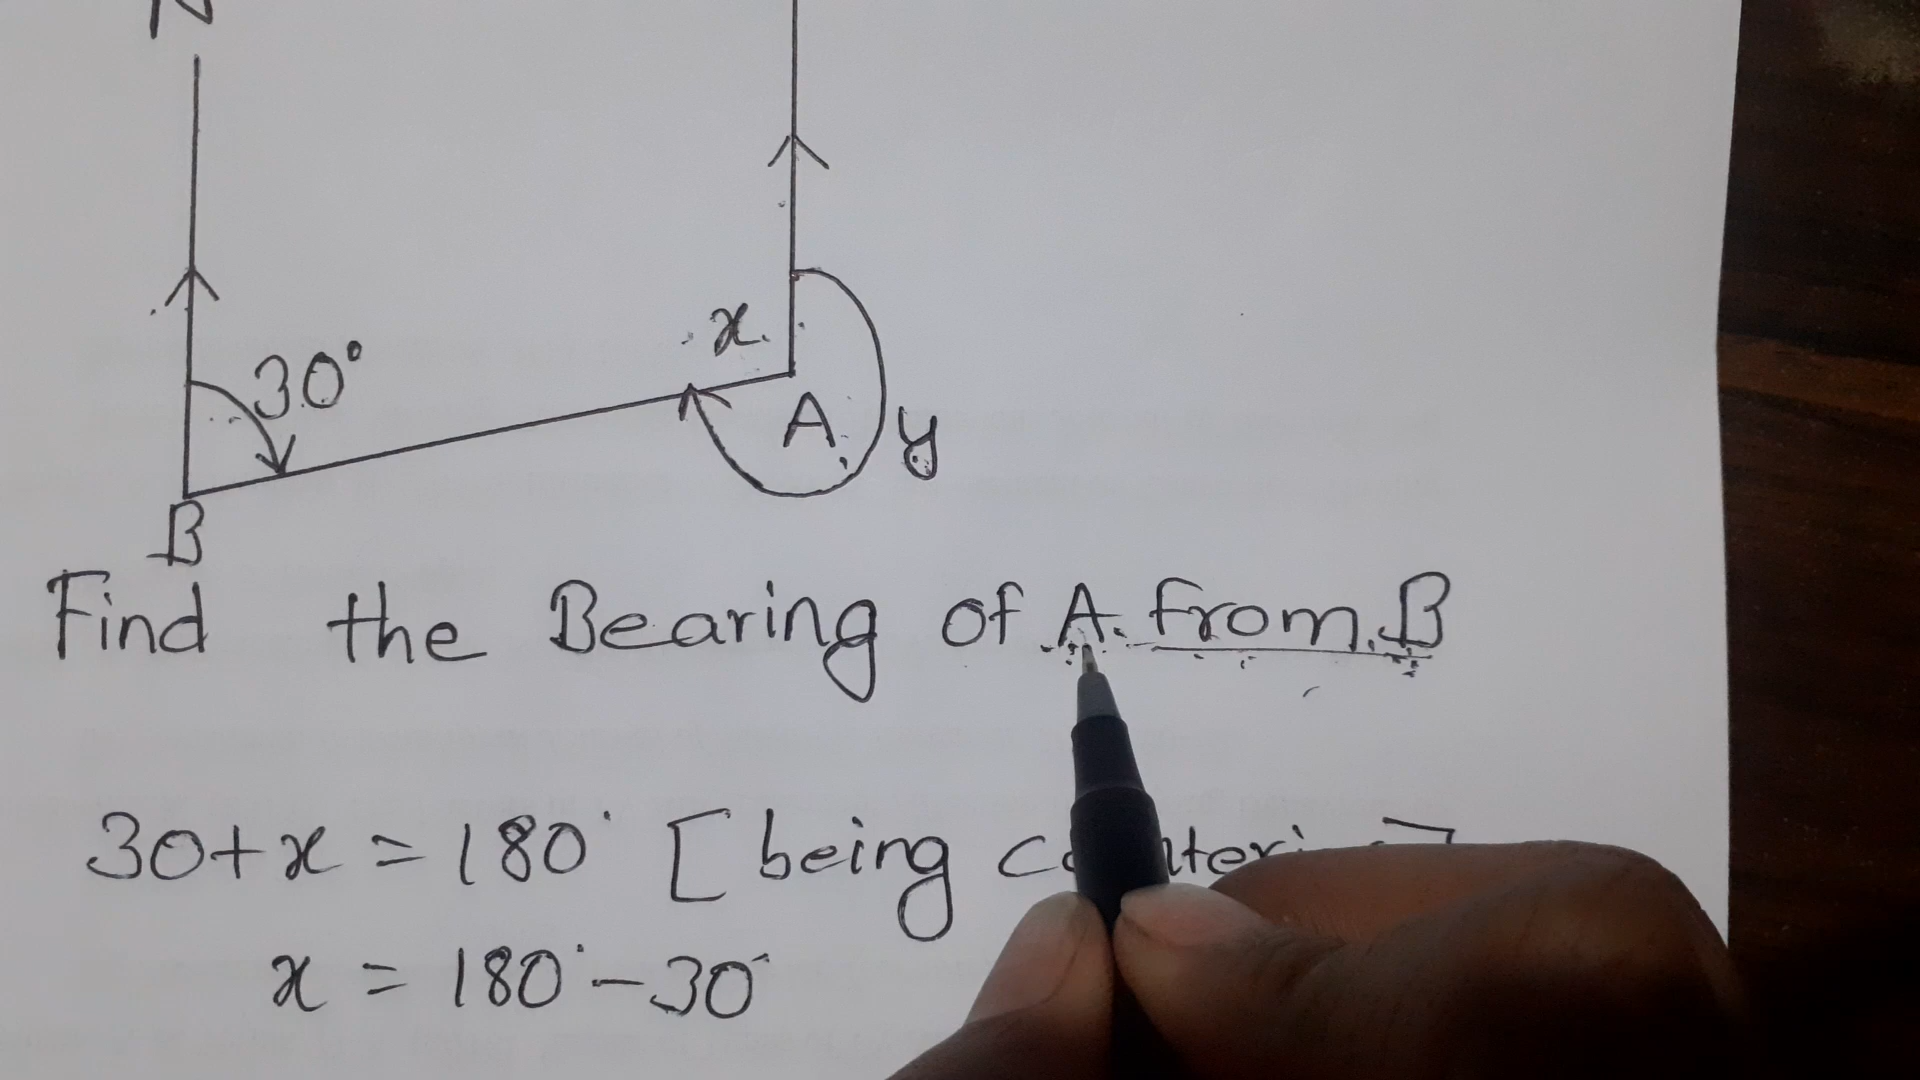 N
30°
x
A
y
B
Find the Bearing of A from B
30+x = 180° [being ]
x = 180° - 30°